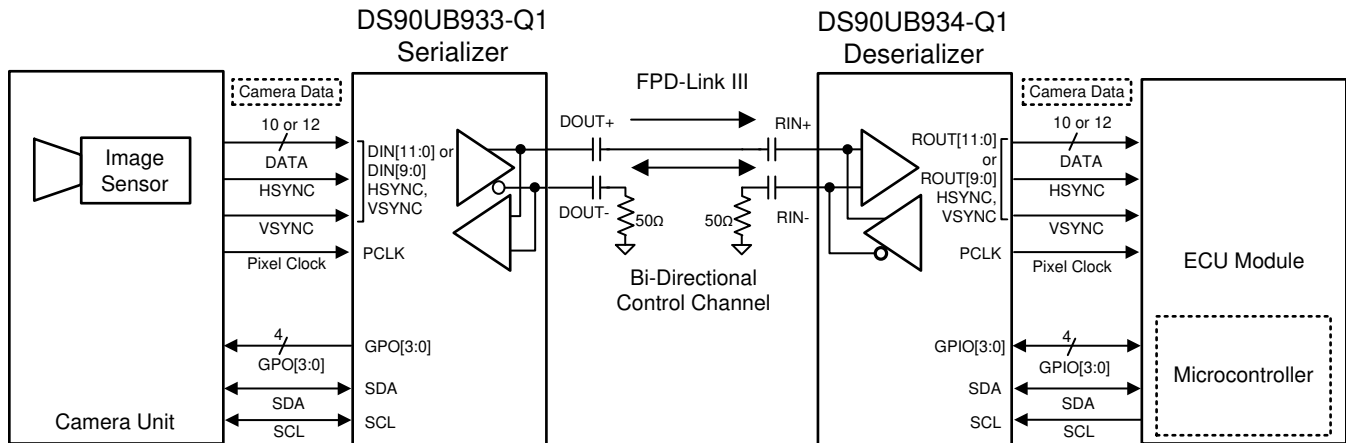 DS90UB933-Q1
Serializer
DS90UB934-Q1
Deserializer
Camera Data
FPD-Link III
Camera Data
Image
Sensor
10 or 12
DATA
HSYNC
VSYNC
Pixel Clock
DIN[11:0] or
DIN[9:0]
HSYNC,
VSYNC
PCLK
DOUT+
DOUT-
50Ω
RIN+
RIN-
50Ω
Bi-Directional
Control Channel
ROUT[11:0]
or
ROUT[9:0]
HSYNC,
VSYNC
PCLK
10 or 12
DATA
HSYNC
VSYNC
Pixel Clock
ECU Module
Microcontroller
4
GPO[3:0]
SDA
SCL
GPO[3:0]
SDA
SCL
GPIO[3:0]
SDA
SCL
4
GPIO[3:0]
SDA
SCL
Camera Unit